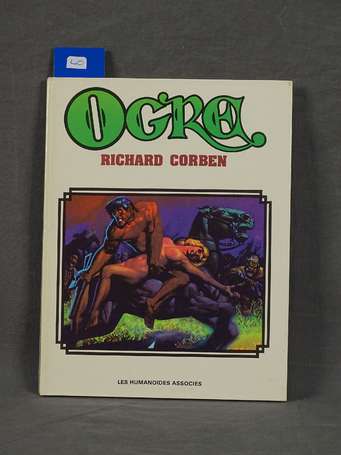 OGRE
RICHARD CORBEN
LES HUMANOIDES ASSOCIES